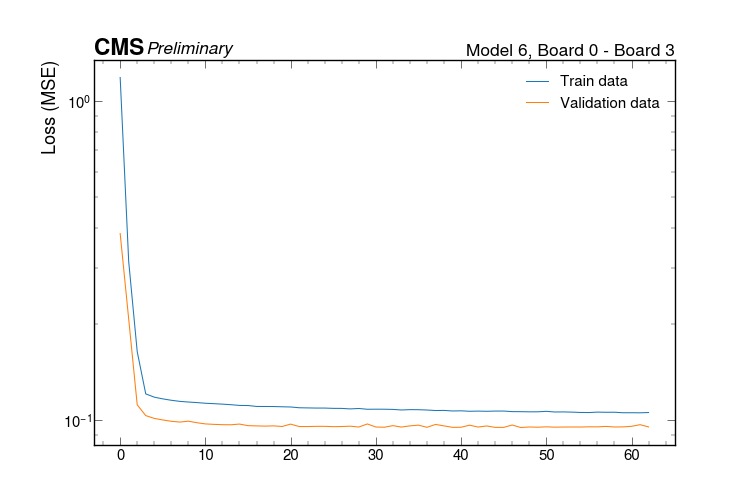 CMS Preliminary
Model 6, Board 0 - Board 3
Loss (MSE)
Train data
Validation data
10⁰
10⁻¹
0 10 20 30 40 50 60